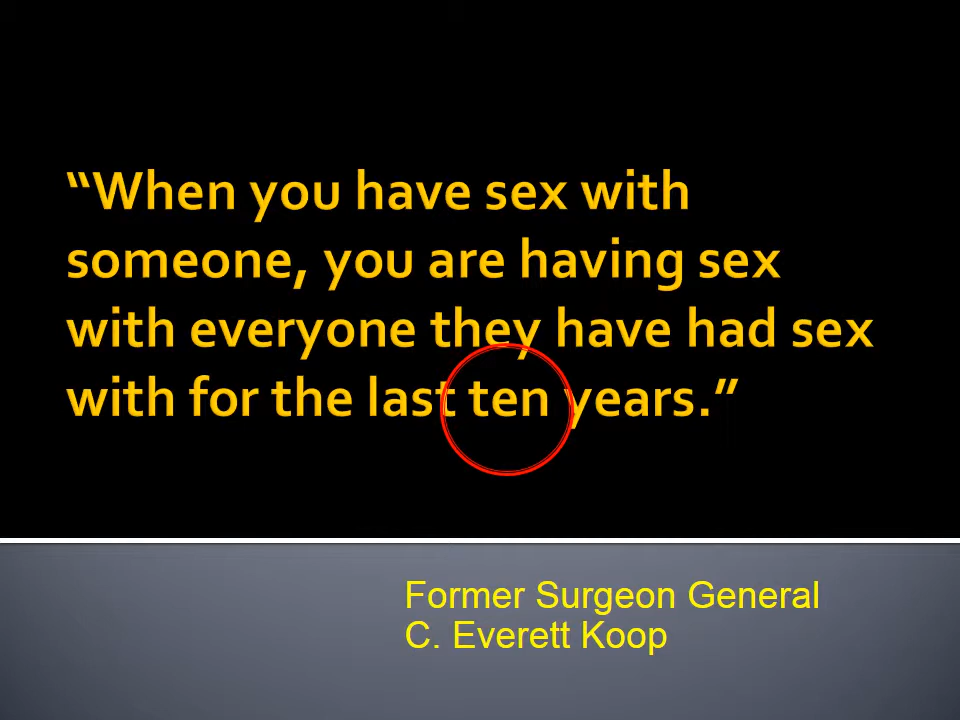 “When you have sex with
someone, you are having sex
with everyone they have had sex
with for the last ten years.”
Former Surgeon General
C. Everett Koop